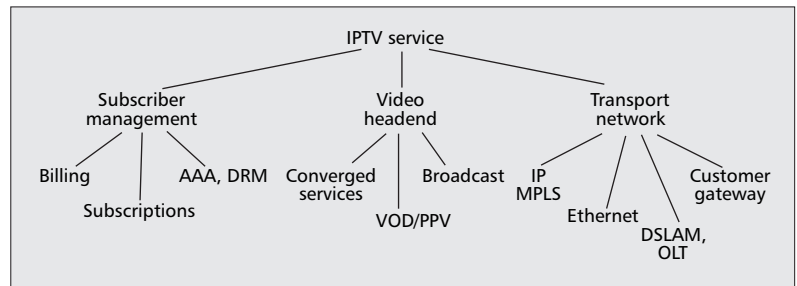 IPTV service
Subscriber
management
Video
headend
Transport
network
Billing
Subscriptions
AAA, DRM
Converged
services
VOD/PPV
Broadcast
IP
MPLS
Ethernet
DSLAM,
OLT
Customer
gateway